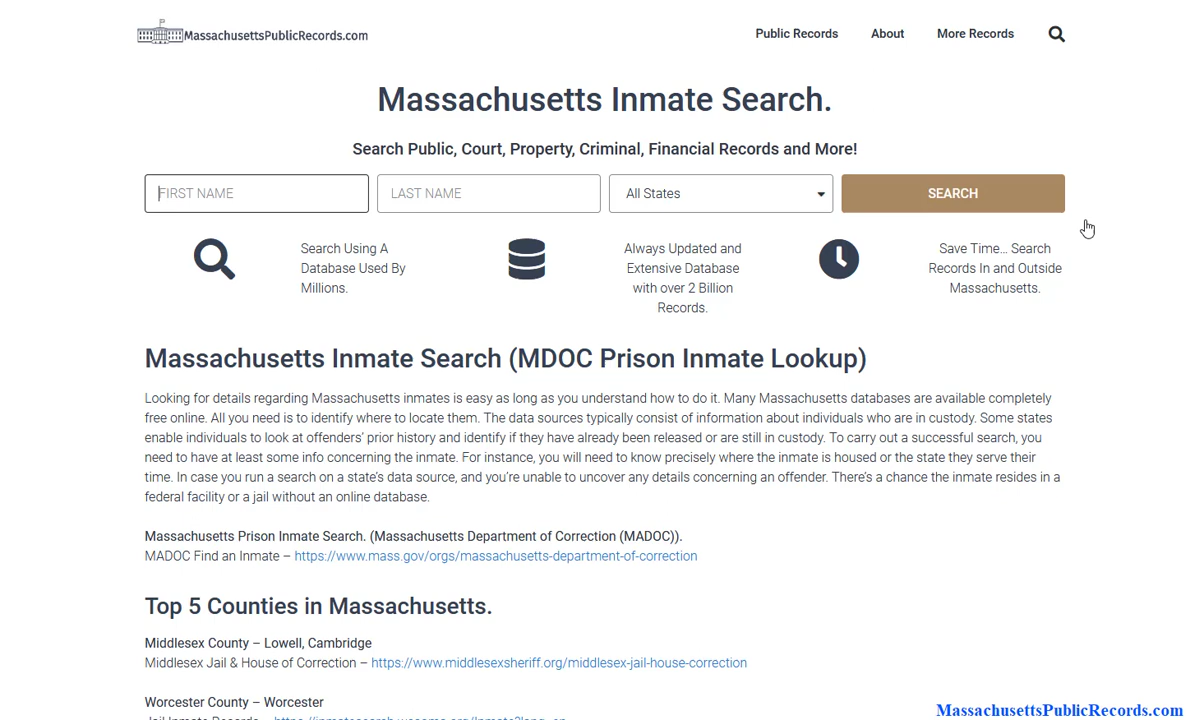 MassachusettsPublicRecords.com
Public Records
About
More Records
Massachusetts Inmate Search.
Search Public, Court, Property, Criminal, Financial Records and More!
FIRST NAME
LAST NAME
All States
SEARCH
Search Using A
Database Used By
Millions.
Always Updated and
Extensive Database
with over 2 Billion
Records.
Save Time... Search
Records In and Outside
Massachusetts.
Massachusetts Inmate Search (MDOC Prison Inmate Lookup)
Looking for details regarding Massachusetts inmates is easy as long as you understand how to do it. Many Massachusetts databases are available completely
free online. All you need is to identify where to locate them. The data sources typically consist of information about individuals who are in custody. Some states
enable individuals to look at offenders’ prior history and identify if they have already been released or are still in custody. To carry out a successful search, you
need to have at least some info concerning the inmate. For instance, you will need to know precisely where the inmate is housed or the state they serve their
time. In case you run a search on a state’s data source, and you’re unable to uncover any details concerning an offender. There’s a chance the inmate resides in a
federal facility or a jail without an online database.
Massachusetts Prison Inmate Search. (Massachusetts Department of Correction (MADOC)).
MADOC Find an Inmate – https://www.mass.gov/orgs/massachusetts-department-of-correction
Top 5 Counties in Massachusetts.
Middlesex County – Lowell, Cambridge
Middlesex Jail & House of Correction – https://www.middlesexsheriff.org/middlesex-jail-house-correction
Worcester County – Worcester
Jail Inmate Records –
MassachusettsPublicRecords.com